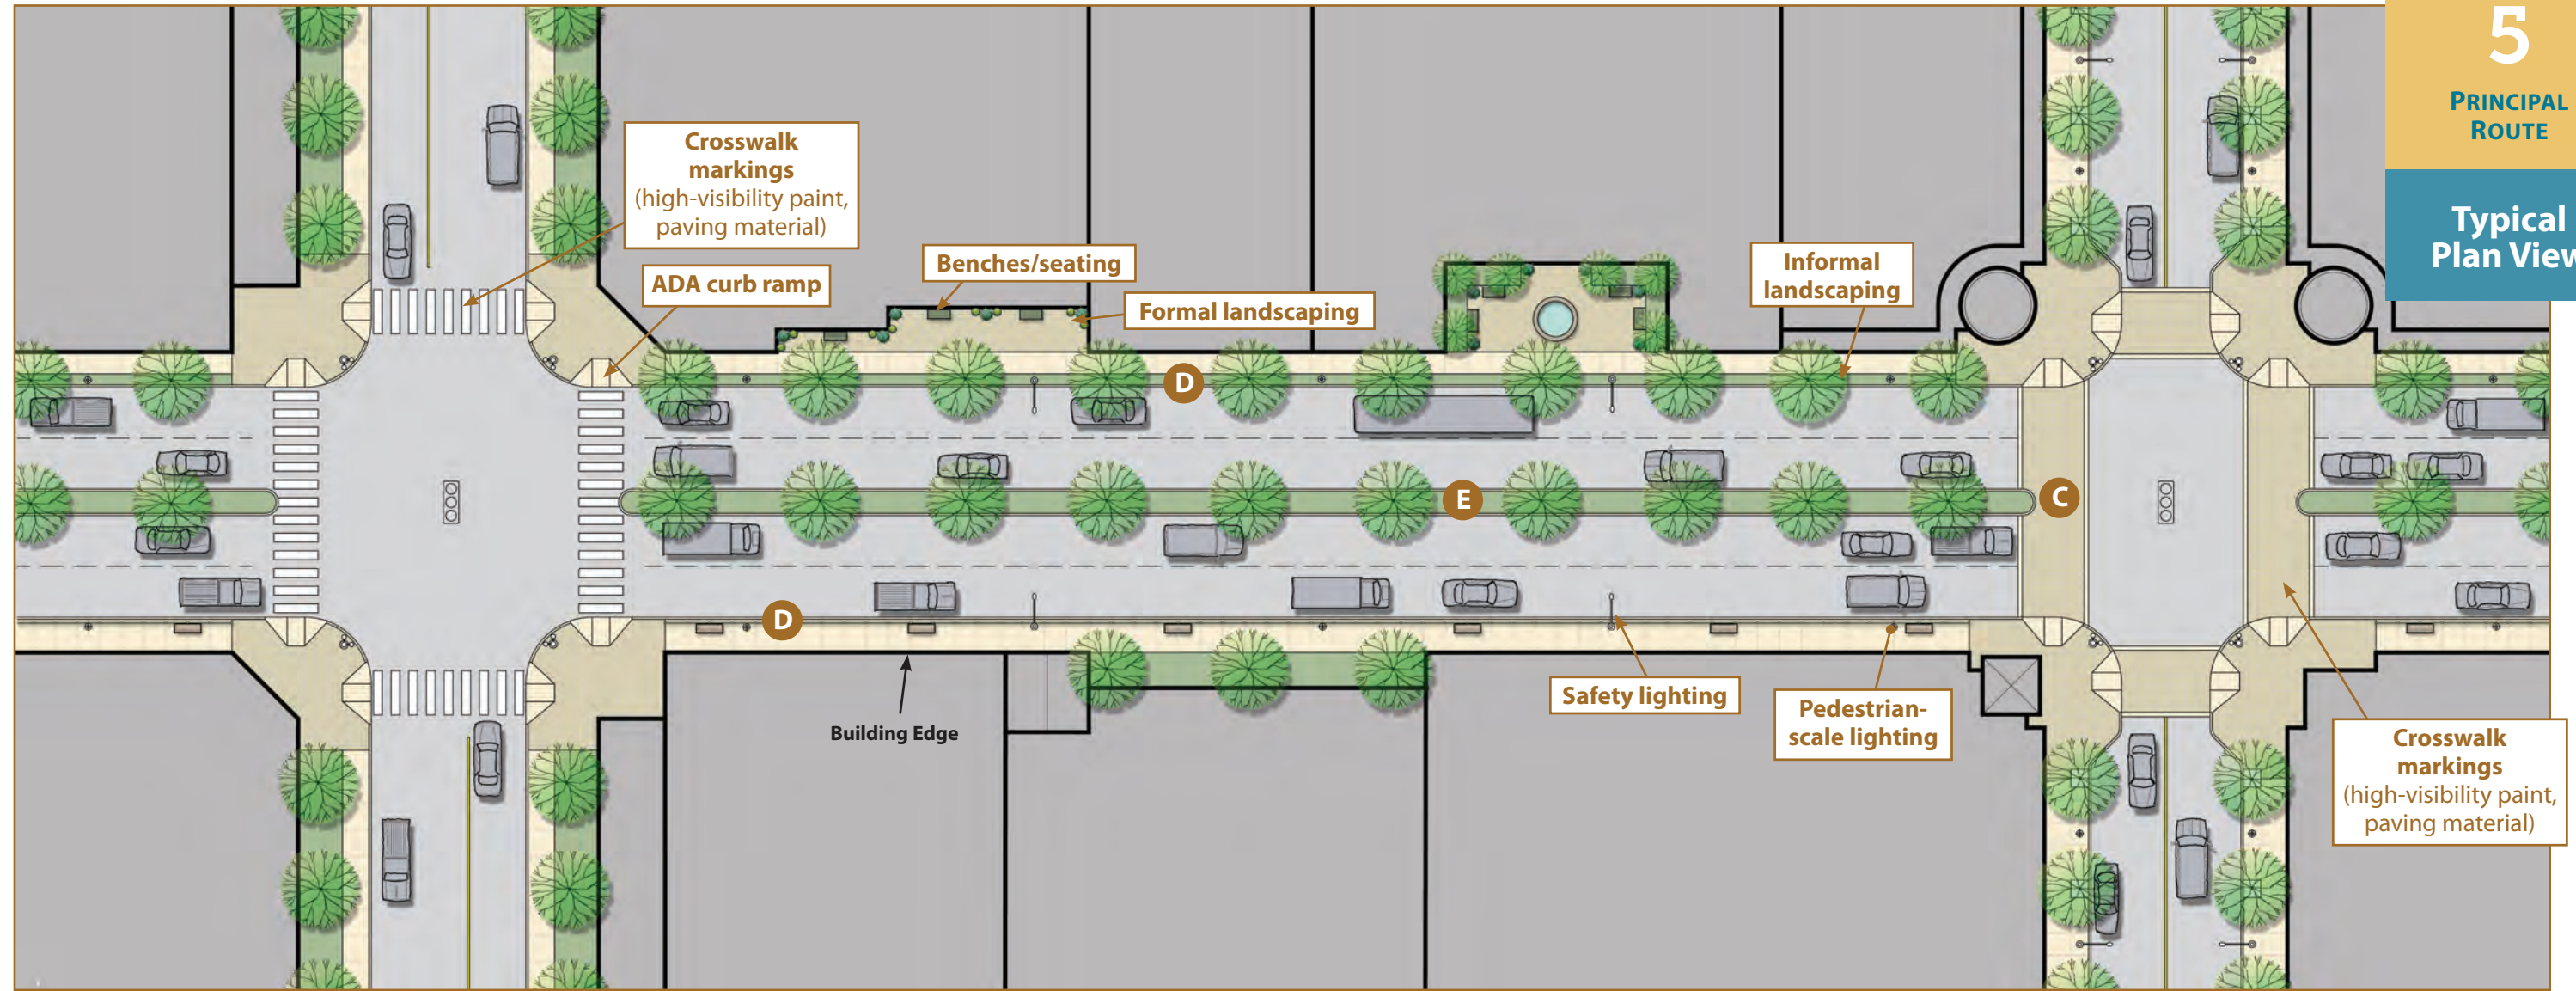 5
PRINCIPAL
ROUTE
Typical
Plan View
Crosswalk
markings
(high-visibility paint,
paving material)
ADA curb ramp
Benches/seating
Formal landscaping
Informal
landscaping
D
E
C
D
Building Edge
Safety lighting
Pedestrian-
scale lighting
Crosswalk
markings
(high-visibility paint,
paving material)